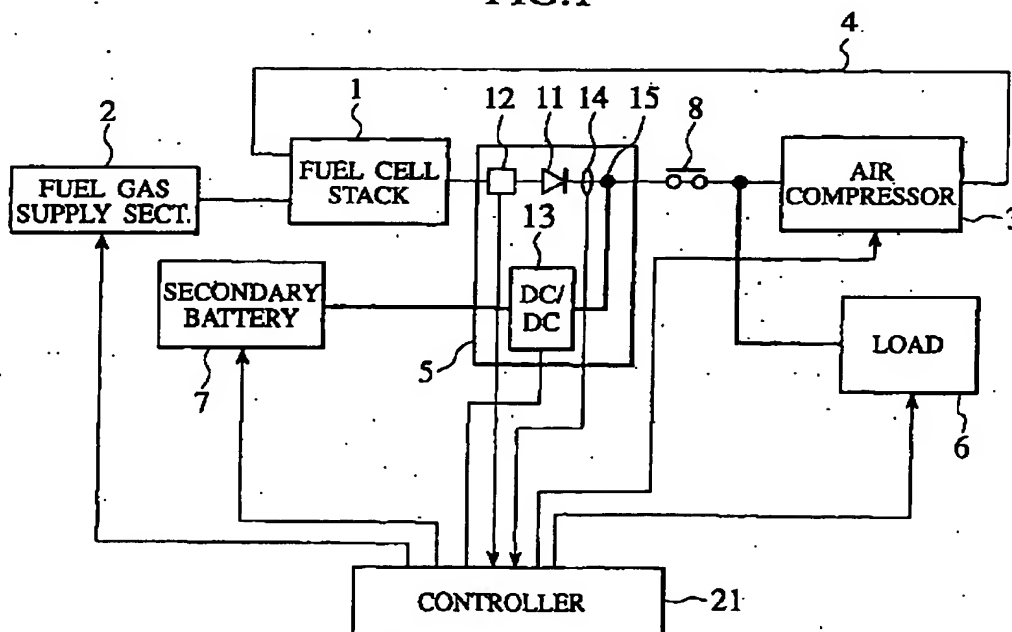 FIG.1
4
1
12 11 14 15
2
8
FUEL GAS
SUPPLY SECT.
FUEL CELL
STACK
AIR
COMPRESSOR
3
13
SECONDARY
BATTERY
DC/
DC
LOAD
7
5
6
CONTROLLER
21